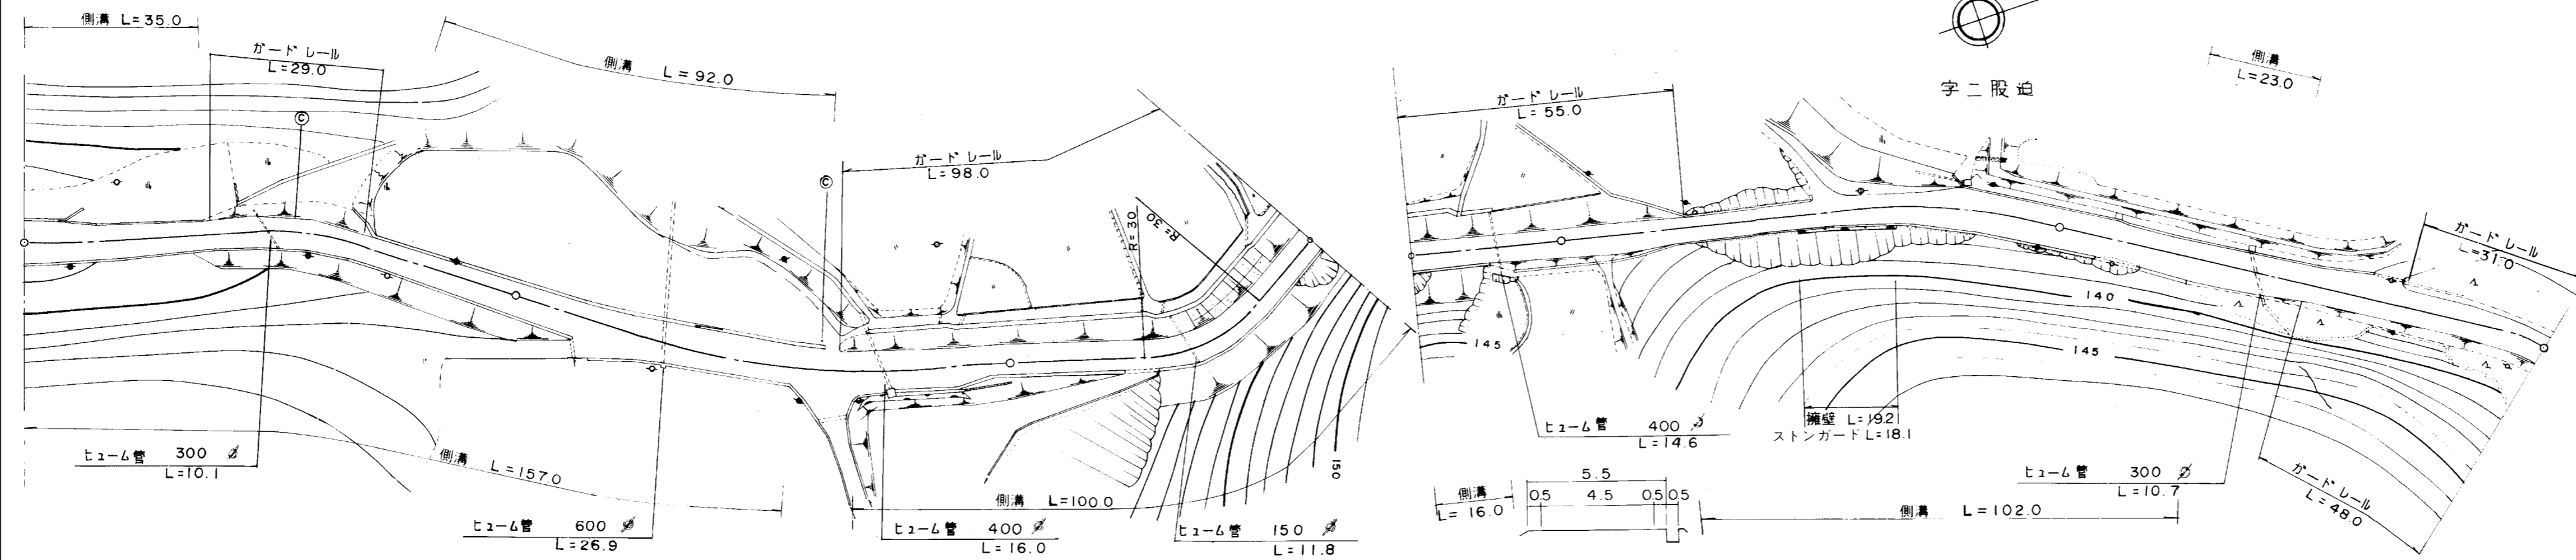 側溝 L=35.0
ガードレール
L=29.0
側溝 L=92.0
ガードレール
L=98.0
ガードレール
L=55.0
字二股迫
側溝
L=23.0
ガードレール
L=31.0
C
C
R=30
R=30
140
145
145
150
ヒューム管 300 ⌀
L=10.1
側溝 L=157.0
ヒューム管 600 ⌀
L=26.9
側溝 L=100.0
ヒューム管 400 ⌀
L=16.0
ヒューム管 150 ⌀
L=11.8
ヒューム管 400 ⌀
L=14.6
擁壁 L=19.2
ストンガード L=18.1
側溝
L=16.0
5.5
0.5 4.5 0.5 0.5
側溝 L=102.0
ヒューム管 300 ⌀
L=10.7
ガードレール
L=48.0